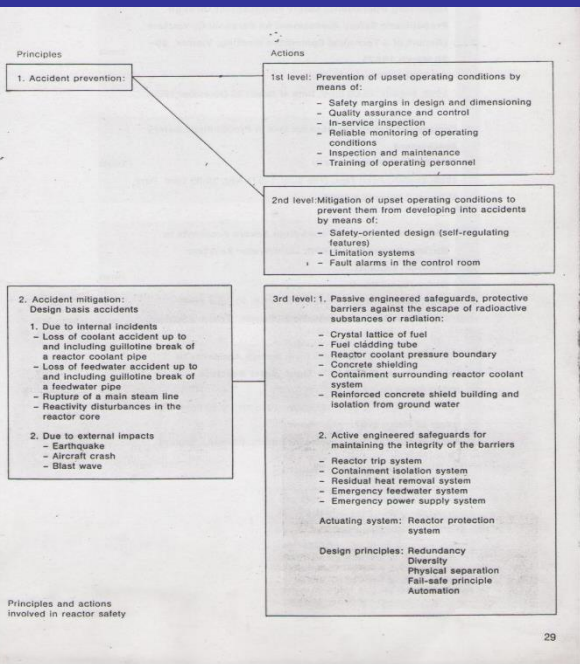 Principles
Actions
1. Accident prevention:
1st level: Prevention of upset operating conditions by
means of:
– Safety margins in design and dimensioning
– Quality assurance and control
– In-service inspection
– Reliable monitoring of operating
conditions
– Inspection and maintenance
– Training of operating personnel
2nd level:Mitigation of upset operating conditions to
prevent them from developing into accidents
by means of:
– Safety-oriented design (self-regulating
features)
– Limitation systems
– Fault alarms in the control room
2. Accident mitigation:
Design basis accidents
1. Due to internal incidents
– Loss of coolant accident up to
and including guillotine break of
a reactor coolant pipe
– Loss of feedwater accident up to
and including guillotine break of
a feedwater pipe
– Rupture of a main steam line
– Reactivity disturbances in the
reactor core
2. Due to external impacts
– Earthquake
– Aircraft crash
– Blast wave
3rd level: 1. Passive engineered safeguards, protective
barriers against the escape of radioactive
substances or radiation:
– Crystal lattice of fuel
– Fuel cladding tube
– Reactor coolant pressure boundary
– Concrete shielding
– Containment surrounding reactor coolant
system
– Reinforced concrete shield building and
isolation from ground water
2. Active engineered safeguards for
maintaining the integrity of the barriers
– Reactor trip system
– Containment isolation system
– Residual heat removal system
– Emergency feedwater system
– Emergency power supply system
Actuating system: Reactor protection
system
Design principles: Redundancy
Diversity
Physical separation
Fail-safe principle
Automation
Principles and actions
involved in reactor safety
29